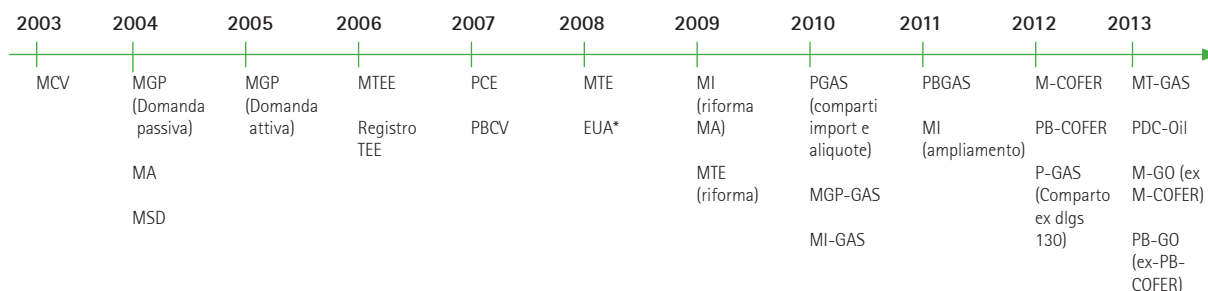 2003 2004 2005 2006 2007 2008 2009 2010 2011 2012 2013
MCV
MGP
(Domanda
passiva)
MA
MSD
MGP
(Domanda
attiva)
MTEE
Registro
TEE
PCE
PBCV
MTE
EUA*
MI
(riforma
MA)
MTE
(riforma)
PGAS
(comparti
import e
aliquote)
MGP-GAS
MI-GAS
PBGAS
MI
(ampliamento)
M-COFER
PB-COFER
P-GAS
(Comparto
ex dlgs
130)
MT-GAS
PDC-Oil
M-GO (ex
M-COFER)
PB-GO
(ex-PB-
COFER)